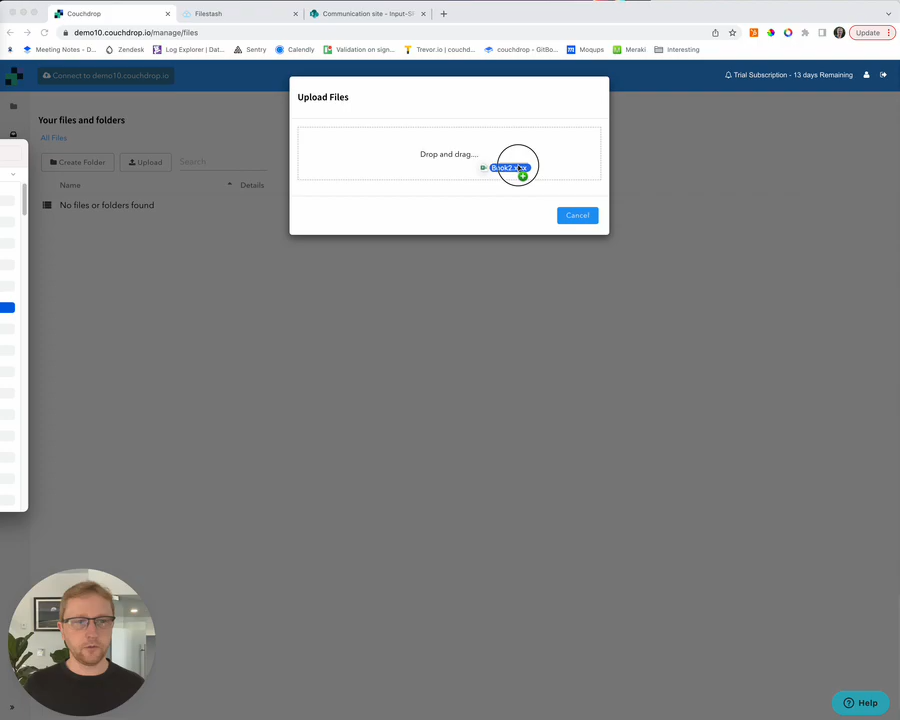 Couchdrop
Filestash
Communication site - Input-Si
demo10.couchdrop.io/manage/files
Update
Meeting Notes - D...
Zendesk
Log Explorer | Dat...
Sentry
Calendly
Validation on sign...
Trevor.io | couchd...
couchdrop - GitBo...
Moqups
Meraki
Interesting
Connect to demo10.couchdrop.io
Trial Subscription - 13 days Remaining
Upload Files
Your files and folders
All Files
Drop and drag....
Book2.xlsx
Create Folder
Upload
Search
Name
Details
No files or folders found
Cancel
Help